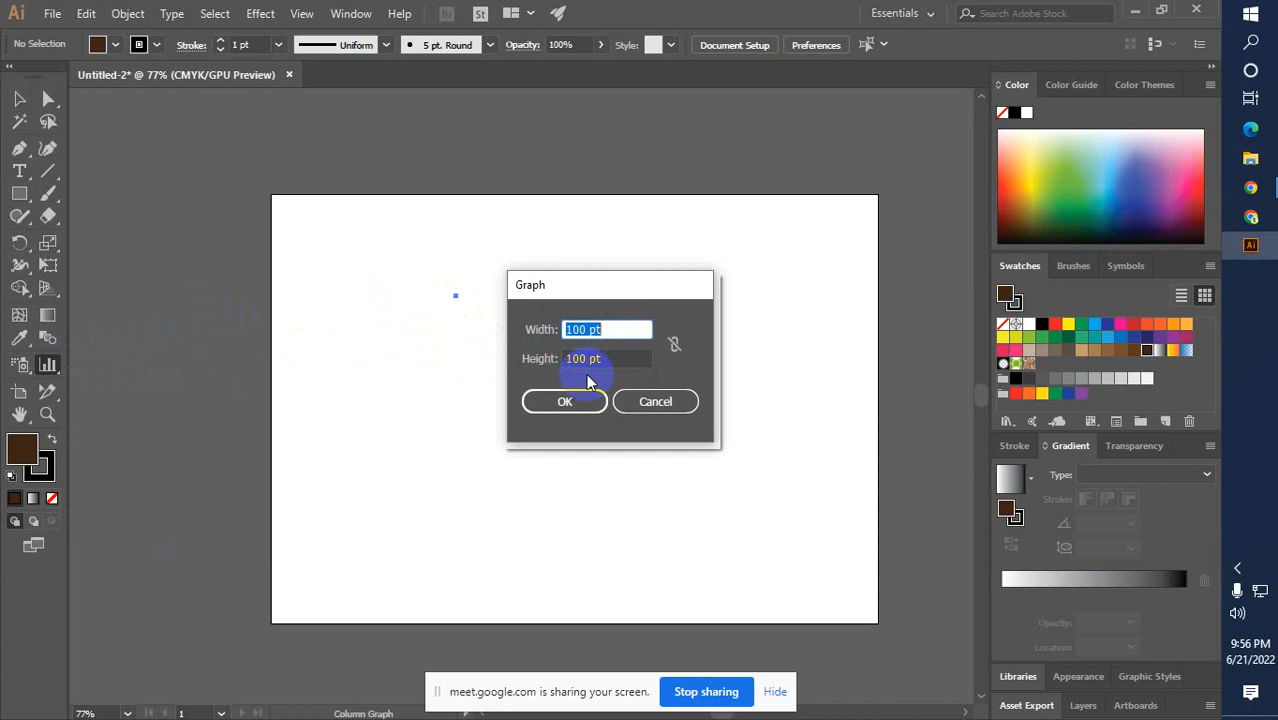 Ai File Edit Object Type Select Effect View Window Help Br St Essentials Search Adobe Stock
No Selection Stroke: 1 pt Uniform 5 pt. Round Opacity: 100% Style: Document Setup Preferences
Untitled-2* @ 77% (CMYK/GPU Preview)
Color Color Guide Color Themes
Graph
Width: 100 pt
Height: 100 pt
OK Cancel
Swatches Brushes Symbols
Stroke Gradient Transparency
Type:
Stroke:
Opacity:
Location:
Libraries Appearance Graphic Styles
Asset Export Layers Artboards
meet.google.com is sharing your screen. Stop sharing Hide
77% 1 Column Graph
Ai
9:56 PM
6/21/2022